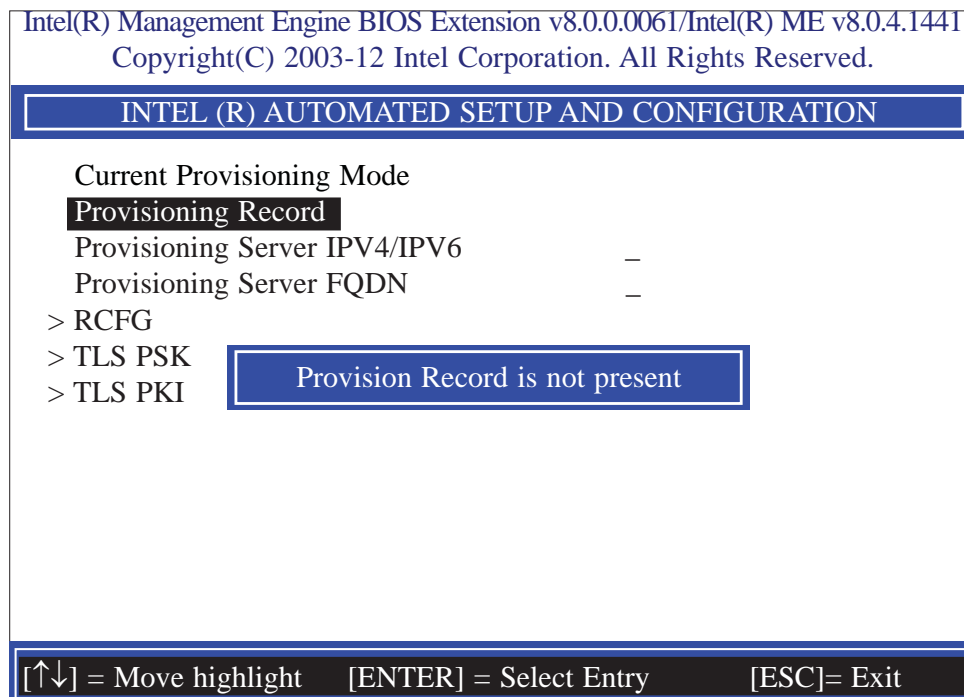 Intel(R) Management Engine BIOS Extension v8.0.0.0061/Intel(R) ME v8.0.4.1441
Copyright(C) 2003-12 Intel Corporation. All Rights Reserved.
INTEL (R) AUTOMATED SETUP AND CONFIGURATION
Current Provisioning Mode
Provisioning Record
Provisioning Server IPV4/IPV6 _
Provisioning Server FQDN _
> RCFG
> TLS PSK
> TLS PKI
Provision Record is not present
[↑↓] = Move highlight [ENTER] = Select Entry [ESC]= Exit